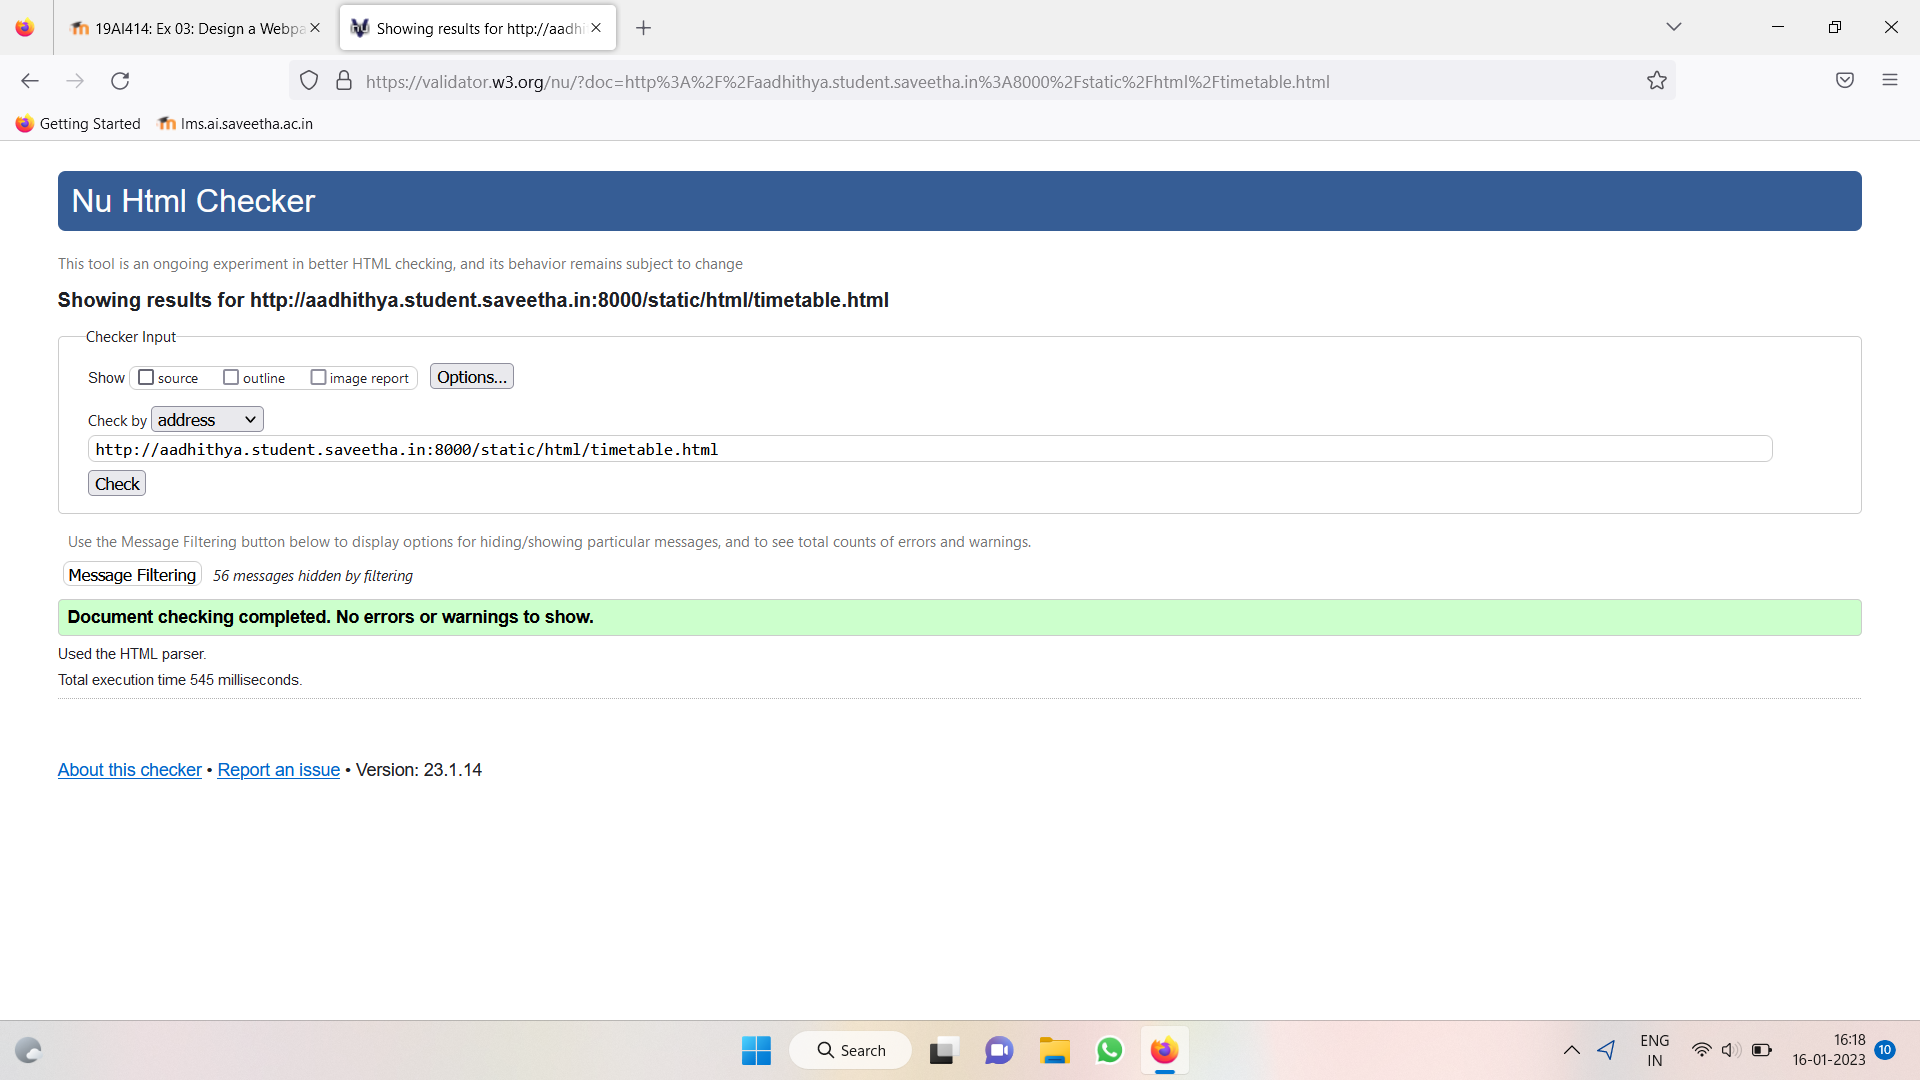 19AI414: Ex 03: Design a Webpa
Showing results for http://aadhi
https://validator.w3.org/nu/?doc=http%3A%2F%2Faadhithya.student.saveetha.in%3A8000%2Fstatic%2Fhtml%2Ftimetable.html
Getting Started lms.ai.saveetha.ac.in
Nu Html Checker
This tool is an ongoing experiment in better HTML checking, and its behavior remains subject to change
Showing results for http://aadhithya.student.saveetha.in:8000/static/html/timetable.html
Checker Input
Show source outline image report Options...
Check by address
http://aadhithya.student.saveetha.in:8000/static/html/timetable.html
Check
Use the Message Filtering button below to display options for hiding/showing particular messages, and to see total counts of errors and warnings.
Message Filtering 56 messages hidden by filtering
Document checking completed. No errors or warnings to show.
Used the HTML parser.
Total execution time 545 milliseconds.
About this checker • Report an issue • Version: 23.1.14
Search
ENG
IN
16:18
16-01-2023
10